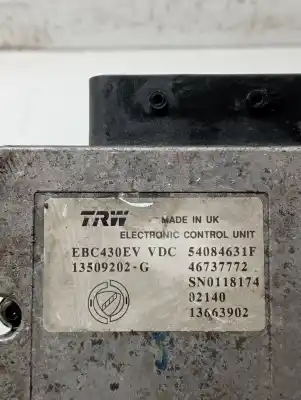 TRW MADE IN UK
ELECTRONIC CONTROL UNIT
EBC430EV VDC 54084631F
13509202-G 46737772
SN0118174
02140
13663902